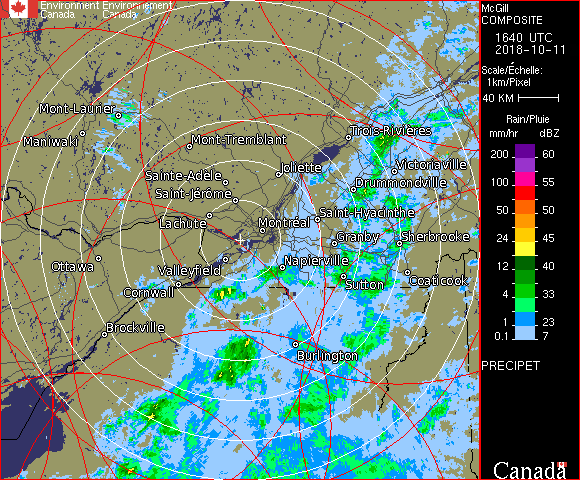 Environment Environnement
Canada Canada
McGill
COMPOSITE
1640 UTC
2018-10-11
Scale/Échelle:
1km/Pixel
40 KM
Rain/Pluie
mm/hr dBZ
200 60
100 55
50 50
24 45
12 40
4 33
1 23
0.1 7
PRECIPET
Canada
Mont-Laurier
Maniwaki
Mont-Tremblant
Trois-Rivières
Sainte-Adèle
Joliette
Victoriaville
Saint-Jérôme
Drummondville
Lachute
Montréal
Saint-Hyacinthe
Granby
Sherbrooke
Ottawa
Valleyfield
Napierville
Cornwall
Sutton
Coaticook
Brockville
Burlington